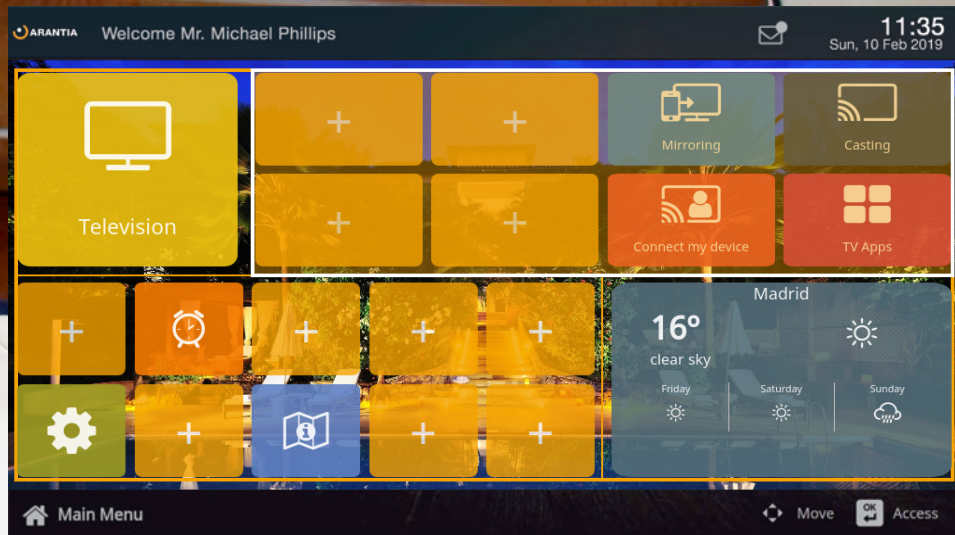 ARANTIA
Welcome Mr. Michael Phillips
11:35
Sun, 10 Feb 2019
Television
Mirroring
Casting
Connect my device
TV Apps
Madrid
16º
clear sky
Friday
Saturday
Sunday
Main Menu
Move
OK
Access